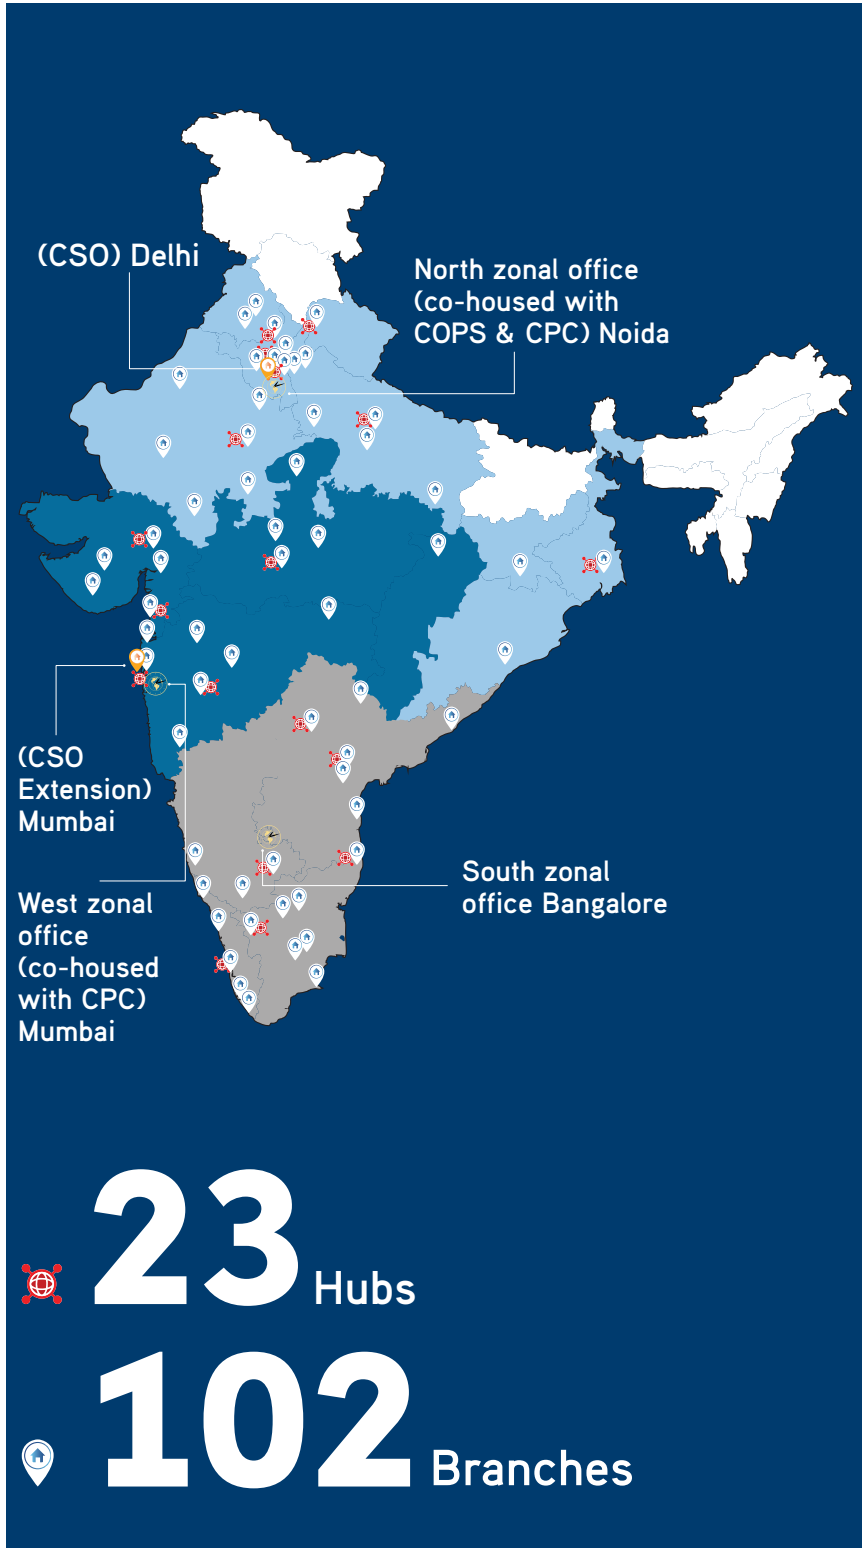 (CSO) Delhi
North zonal office
(co-housed with
COPS & CPC) Noida
(CSO
Extension)
Mumbai
South zonal
office Bangalore
West zonal
office
(co-housed
with CPC)
Mumbai
23 Hubs
102 Branches